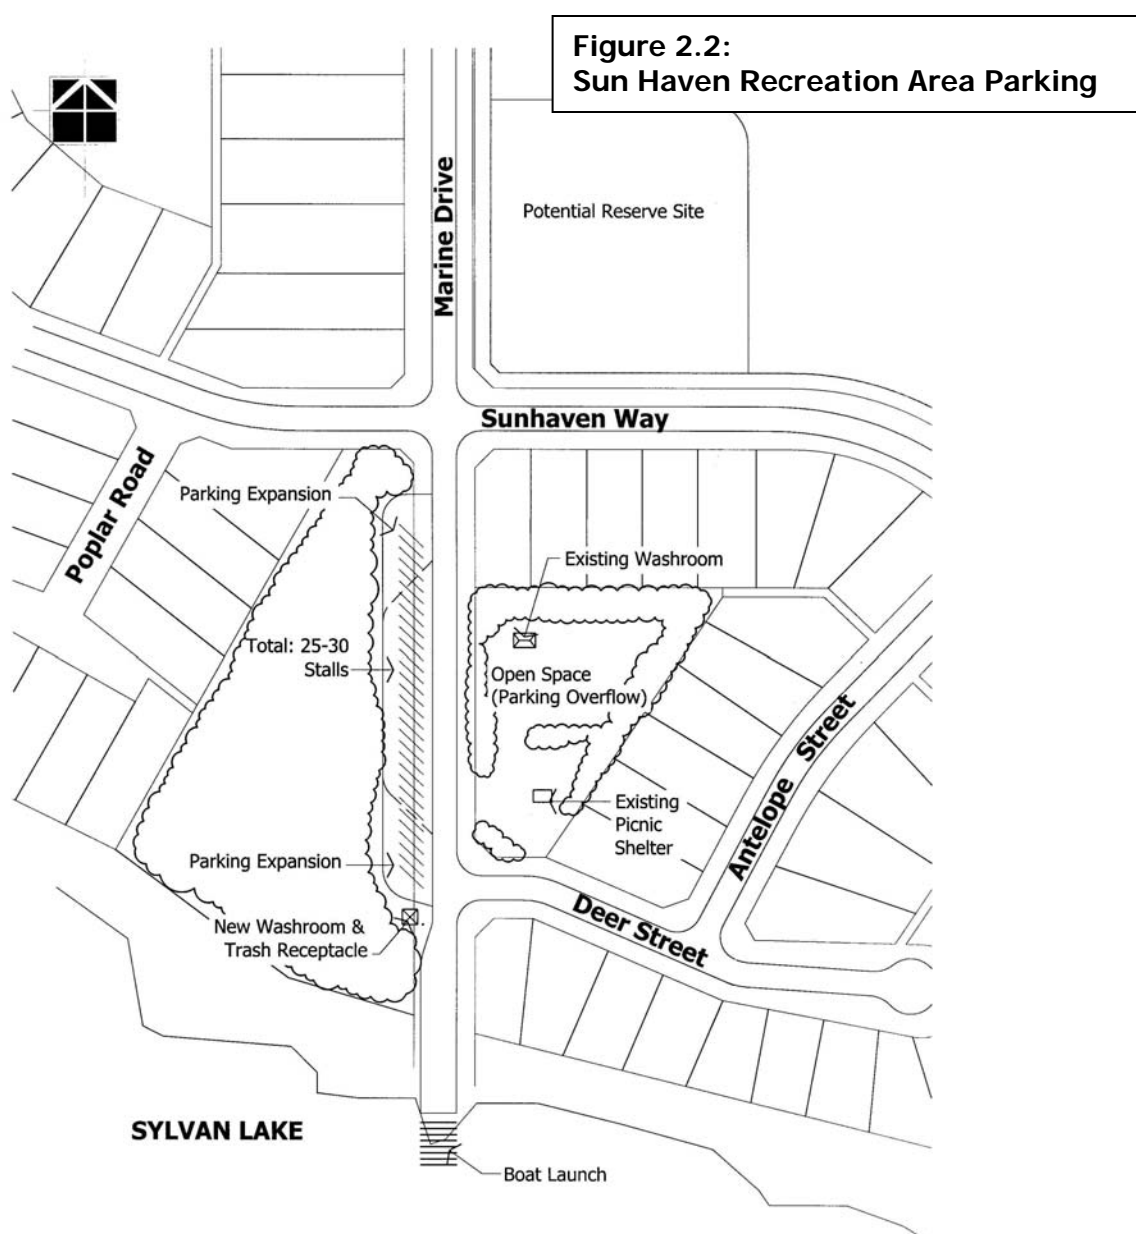 Figure 2.2:
Sun Haven Recreation Area Parking
Marine Drive
Potential Reserve Site
Sunhaven Way
Poplar Road
Parking Expansion
Existing Washroom
Total: 25-30
Stalls
Open Space
(Parking Overflow)
Antelope Street
Existing
Picnic
Shelter
Parking Expansion
Deer Street
New Washroom &
Trash Receptacle
SYLVAN LAKE
Boat Launch